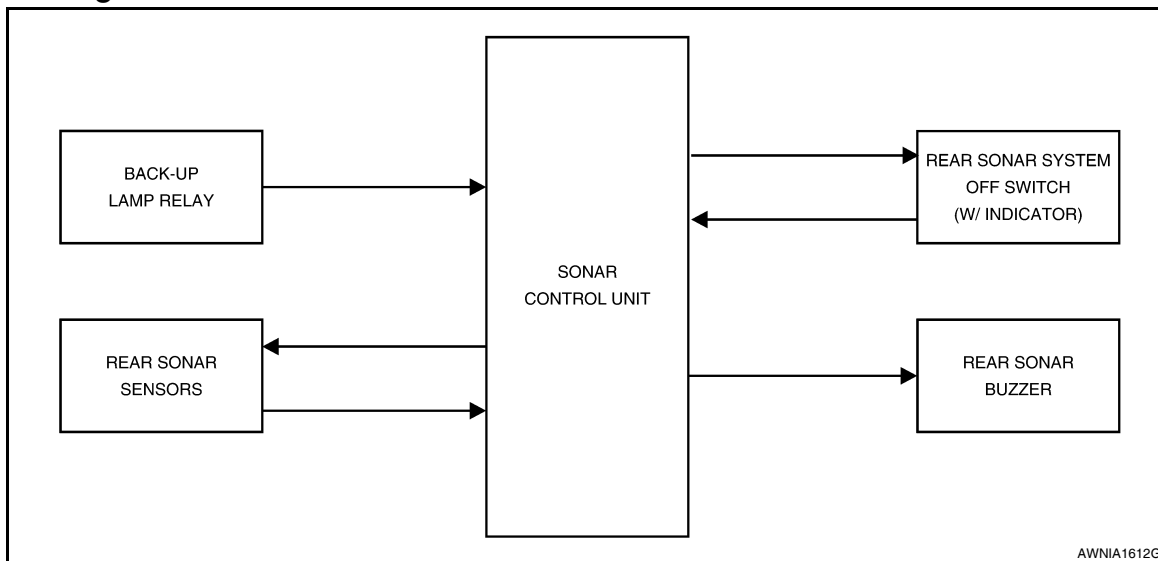 BACK-UP
LAMP RELAY
REAR SONAR
SENSORS
SONAR
CONTROL UNIT
REAR SONAR SYSTEM
OFF SWITCH
(W/ INDICATOR)
REAR SONAR
BUZZER
AWNIA1612G